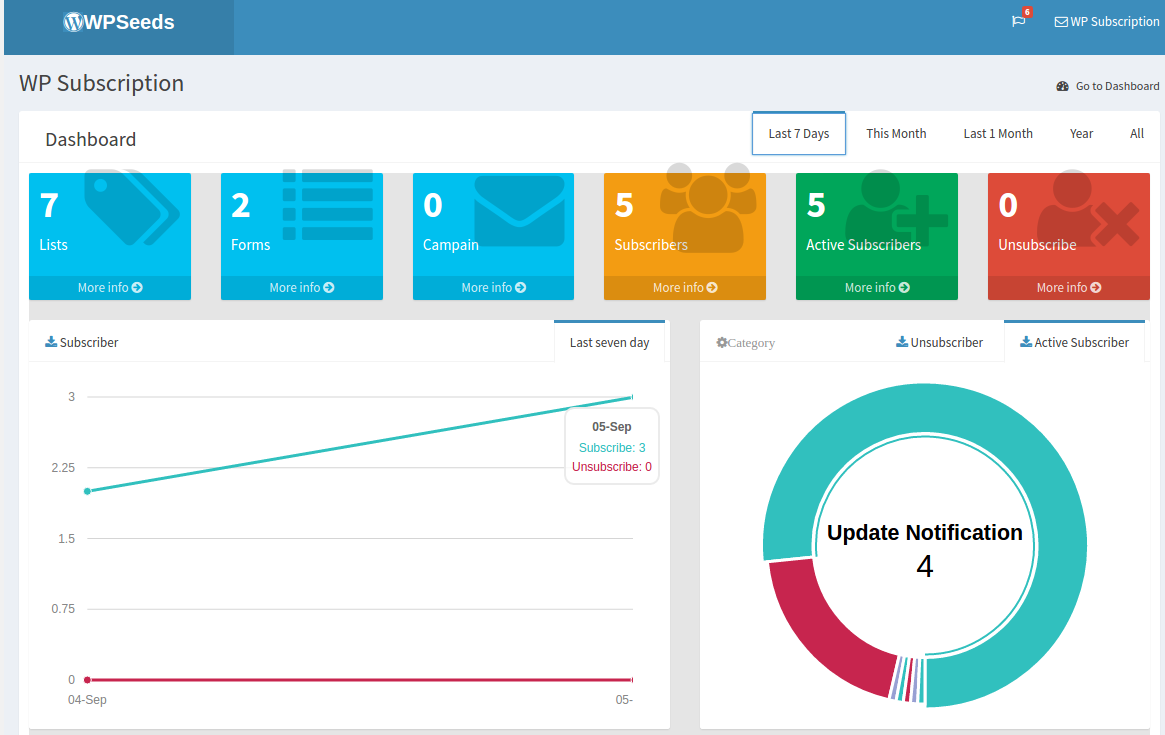 WPSeeds
6
WP Subscription
WP Subscription
Go to Dashboard
Dashboard
Last 7 Days
This Month
Last 1 Month
Year
All
7
Lists
More info
2
Forms
More info
0
Campain
More info
5
Subscribers
More info
5
Active Subscribers
More info
0
Unsubscribe
More info
Subscriber
Last seven day
3
2.25
1.5
0.75
0
04-Sep
05-
05-Sep
Subscribe: 3
Unsubscribe: 0
Category
Unsubscriber
Active Subscriber
Update Notification
4